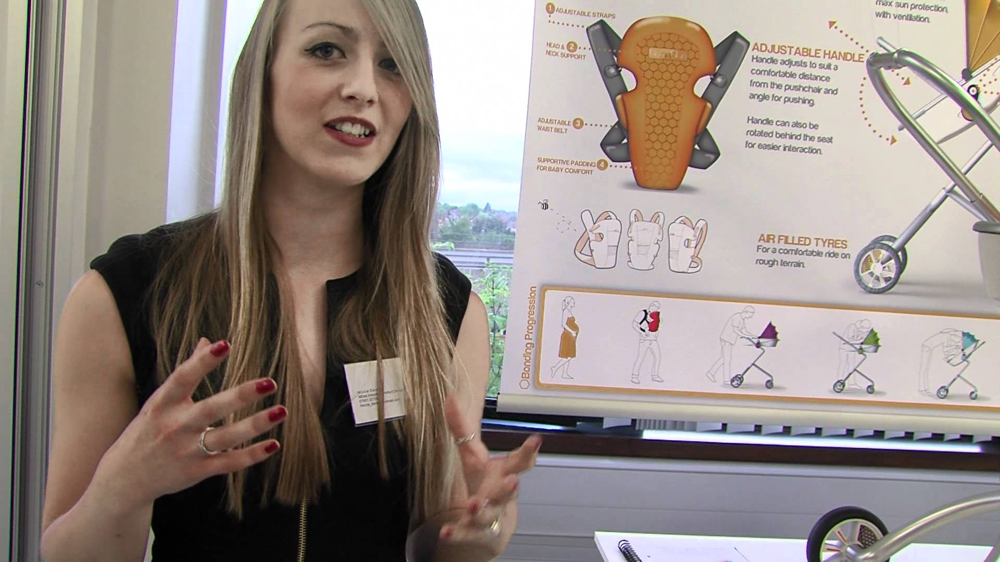 1 ADJUSTABLE STRAPS
HEAD & 2
NECK SUPPORT
ADJUSTABLE 3
WAIST BELT
SUPPORTIVE PADDING 4
FOR BABY COMFORT
max sun protection,
with ventilation.
ADJUSTABLE HANDLE
Handle adjusts to suit a
comfortable distance
from the pushchair and
angle for pushing.
Handle can also be
rotated behind the seat
for easier interaction.
AIR FILLED TYRES
For a comfortable ride on
rough terrain.
Bonding Progression
Nicola
MDes